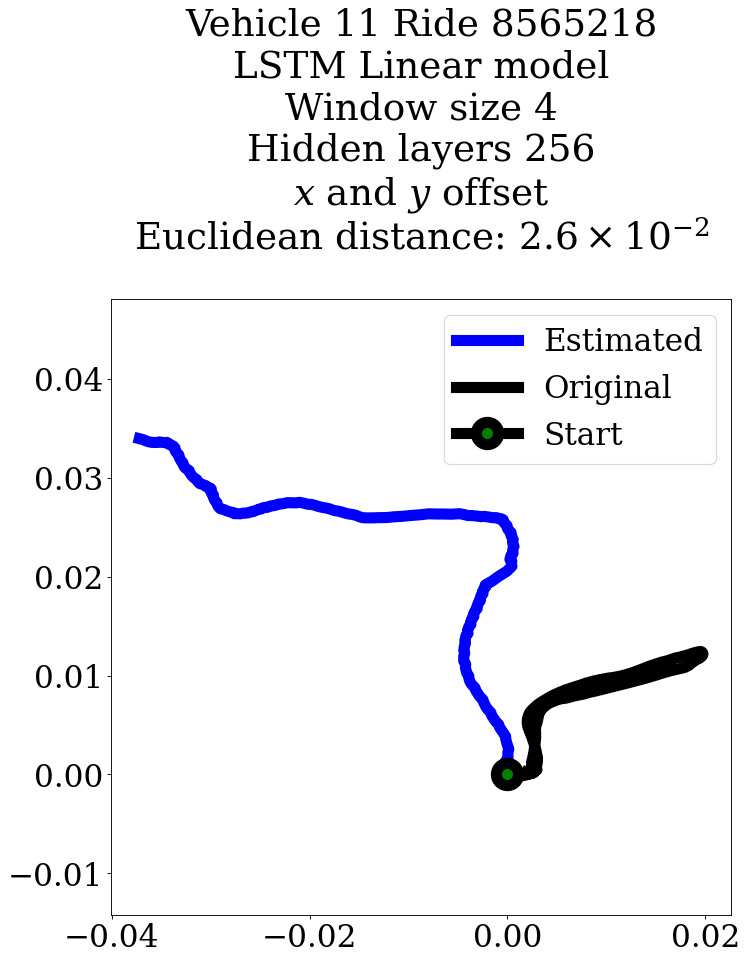 Vehicle 11 Ride 8565218
LSTM Linear model
Window size 4
Hidden layers 256
x and y offset
Euclidean distance: 2.6 × 10⁻²
Estimated
Original
Start
0.04
0.03
0.02
0.01
0.00
−0.01
−0.04
−0.02
0.00
0.02